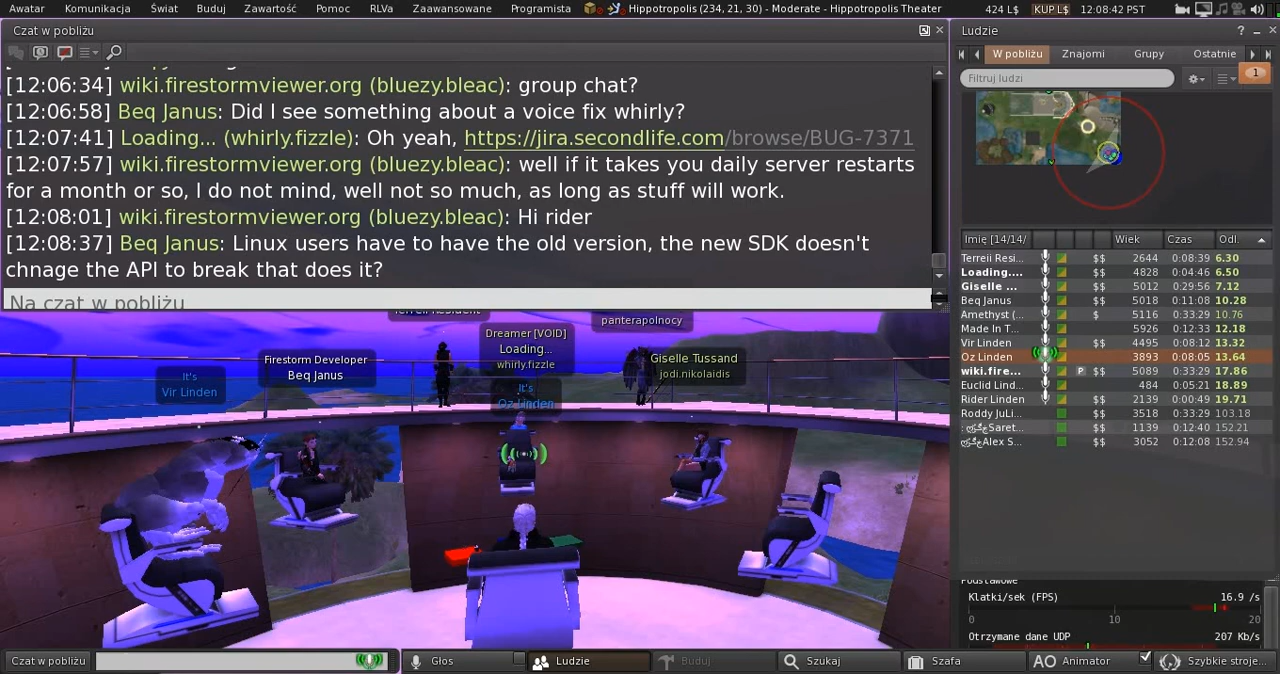 Awatar Komunikacja Świat Buduj Zawartość Pomoc RLVa Zaawansowane Programista Hippotropolis (234, 21, 30) - Moderate - Hippotropolis Theater 424 L$ KUP L$ 12:08:42 PST
Czat w pobliżu
[12:06:34] wiki.firestormviewer.org (bluezy.bleac): group chat?
[12:06:58] Beq Janus: Did I see something about a voice fix whirly?
[12:07:41] Loading... (whirly.fizzle): Oh yeah, https://jira.secondlife.com/browse/BUG-7371
[12:07:57] wiki.firestormviewer.org (bluezy.bleac): well if it takes you daily server restarts
for a month or so, I do not mind, well not so much, as long as stuff will work.
[12:08:01] wiki.firestormviewer.org (bluezy.bleac): Hi rider
[12:08:37] Beq Janus: Linux users have to have the old version, the new SDK doesn't
chnage the API to break that does it?
Na czat w pobliżu
Terreii Resident
panterapolnocy
Dreamer [VOID]
Loading...
whirly.fizzle
Giselle Tussand
jodi.nikolaidis
Firestorm Developer
Beq Janus
It's
Vir Linden
It's
Oz Linden
Ludzie ?
W pobliżu Znajomi Grupy Ostatnie
Filtruj ludzi 1
Imię [14/14/ Wiek Czas Odl.
Terreii Resi... $$ 2644 0:08:39 6.30
Loading.... $$ 4828 0:04:46 6.50
Giselle ... $$ 5012 0:29:56 7.12
Beq Janus $$ 5018 0:11:08 10.28
Amethyst (... $ 5116 0:33:29 10.76
Made In T... 5926 0:12:33 12.18
Vir Linden $$ 4495 0:08:12 13.32
Oz Linden 3893 0:08:05 13.64
wiki.fire... P $$ 5089 0:33:29 17.86
Euclid Lind... 484 0:05:21 18.89
Rider Linden $$ 2139 0:00:49 19.71
Roddy JuLi... $$ 3518 0:33:29 103.18
Saret... $$ 1139 0:12:40 152.21
Alex S... $$ 3052 0:12:08 152.94
Podstawowe
Klatki/sek (FPS) 16.9 /s
0 10 20
Otrzymane dane UDP 207 Kb/s
Czat w pobliżu Głos Ludzie Buduj Szukaj Szafa AO Animator Szybkie stroje...